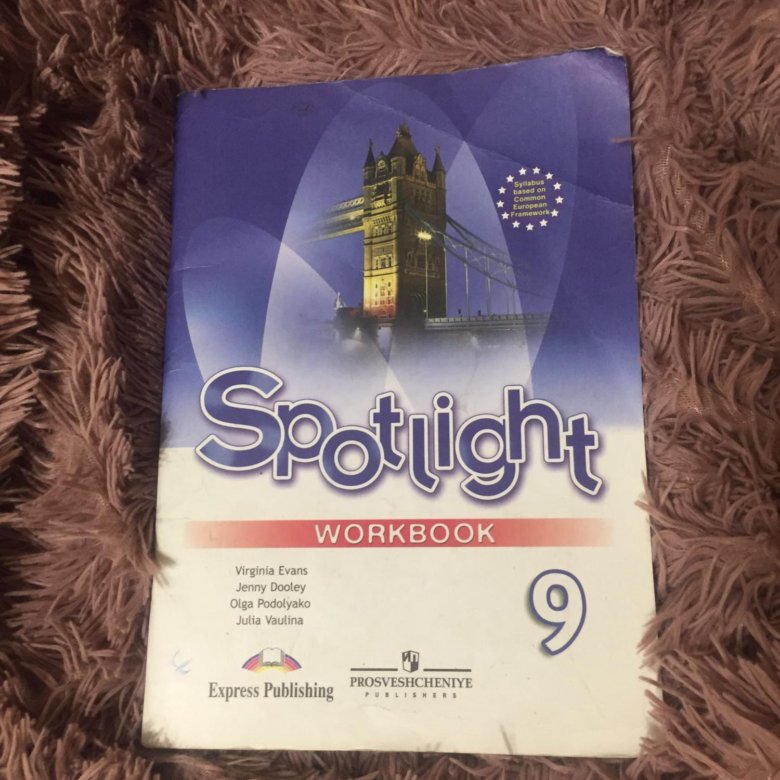 Syllabus
based on
Common
European
Framework
Spotlight
WORKBOOK
Virginia Evans
Jenny Dooley
Olga Podolyako
Julia Vaulina
9
Express Publishing
PROSVESHCHENIYE
PUBLISHERS